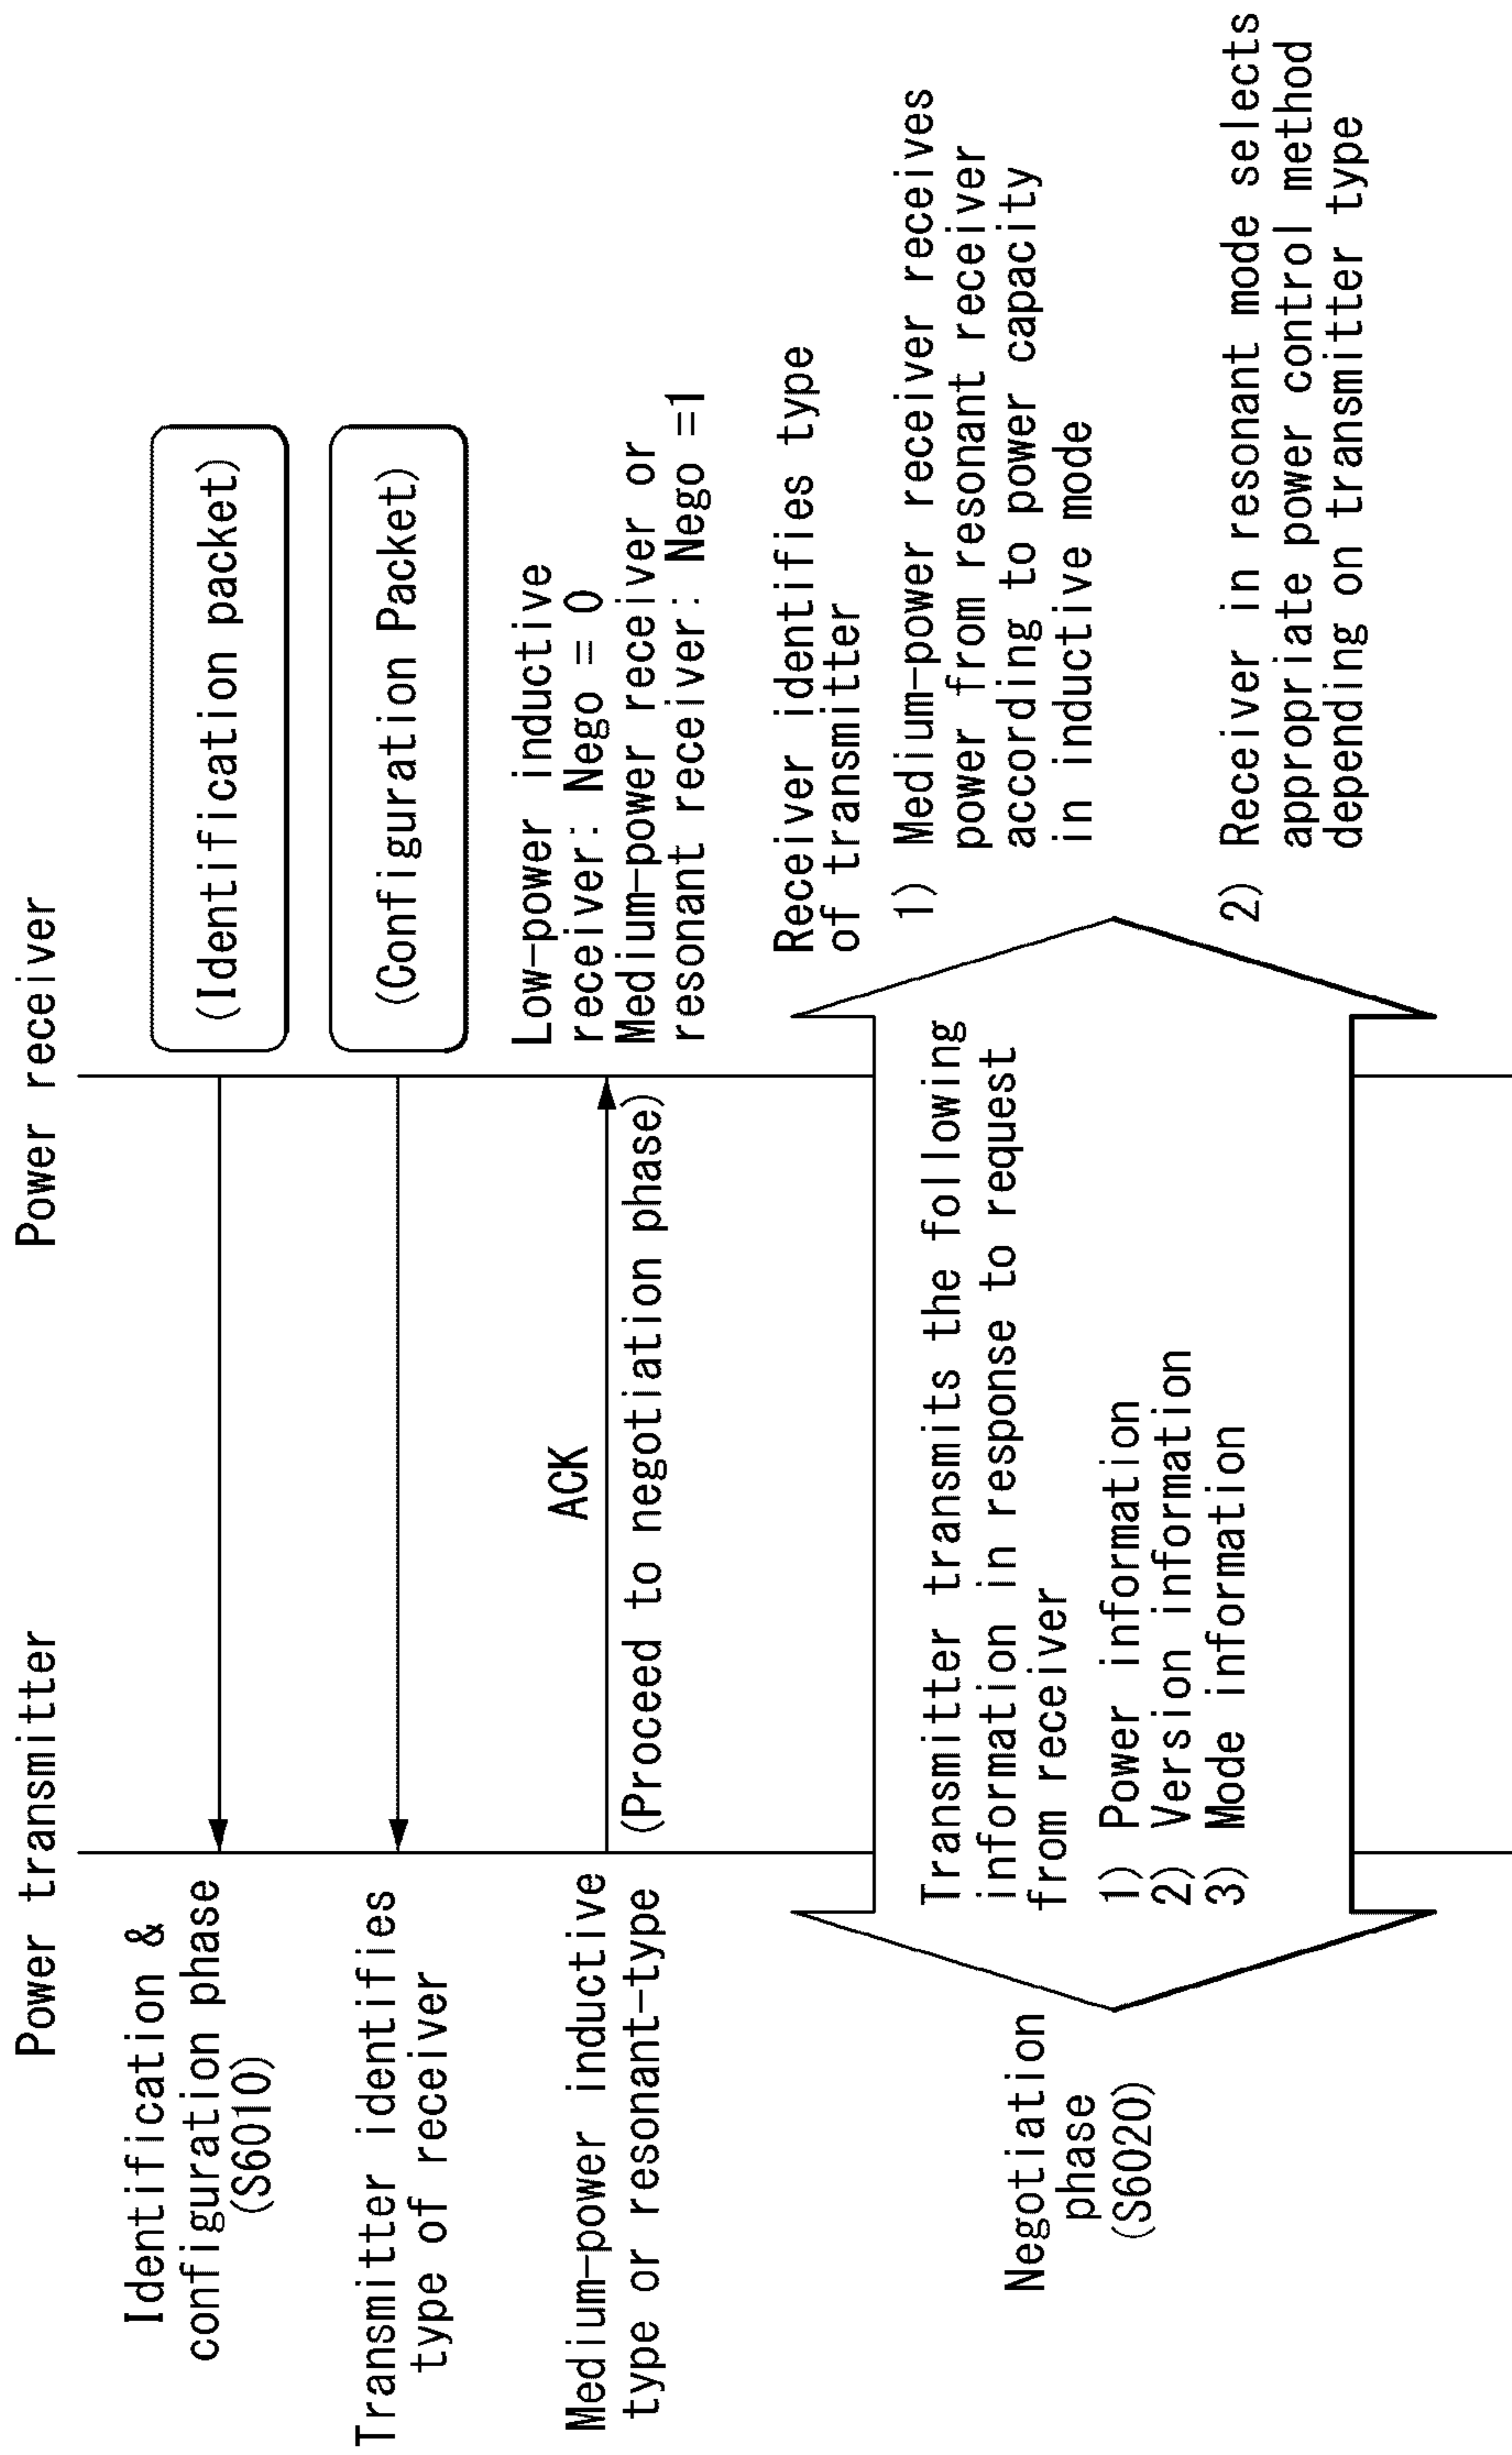 Power transmitter
Power receiver
Identification &
configuration phase
(S6010)
(Identification packet)
Transmitter identifies
type of receiver
(Configuration Packet)
Medium-power inductive
type or resonant-type
ACK
(Proceed to negotiation phase)
Low-power inductive
receiver: Nego = 0
Medium-power receiver or
resonant receiver: Nego =1
Negotiation
phase
(S6020)
Transmitter transmits the following
information in response to request
from receiver
1) Power information
2) Version information
3) Mode information
Receiver identifies type
of transmitter
1) Medium-power receiver receives
power from resonant receiver
according to power capacity
in inductive mode
2) Receiver in resonant mode selects
appropriate power control method
depending on transmitter type